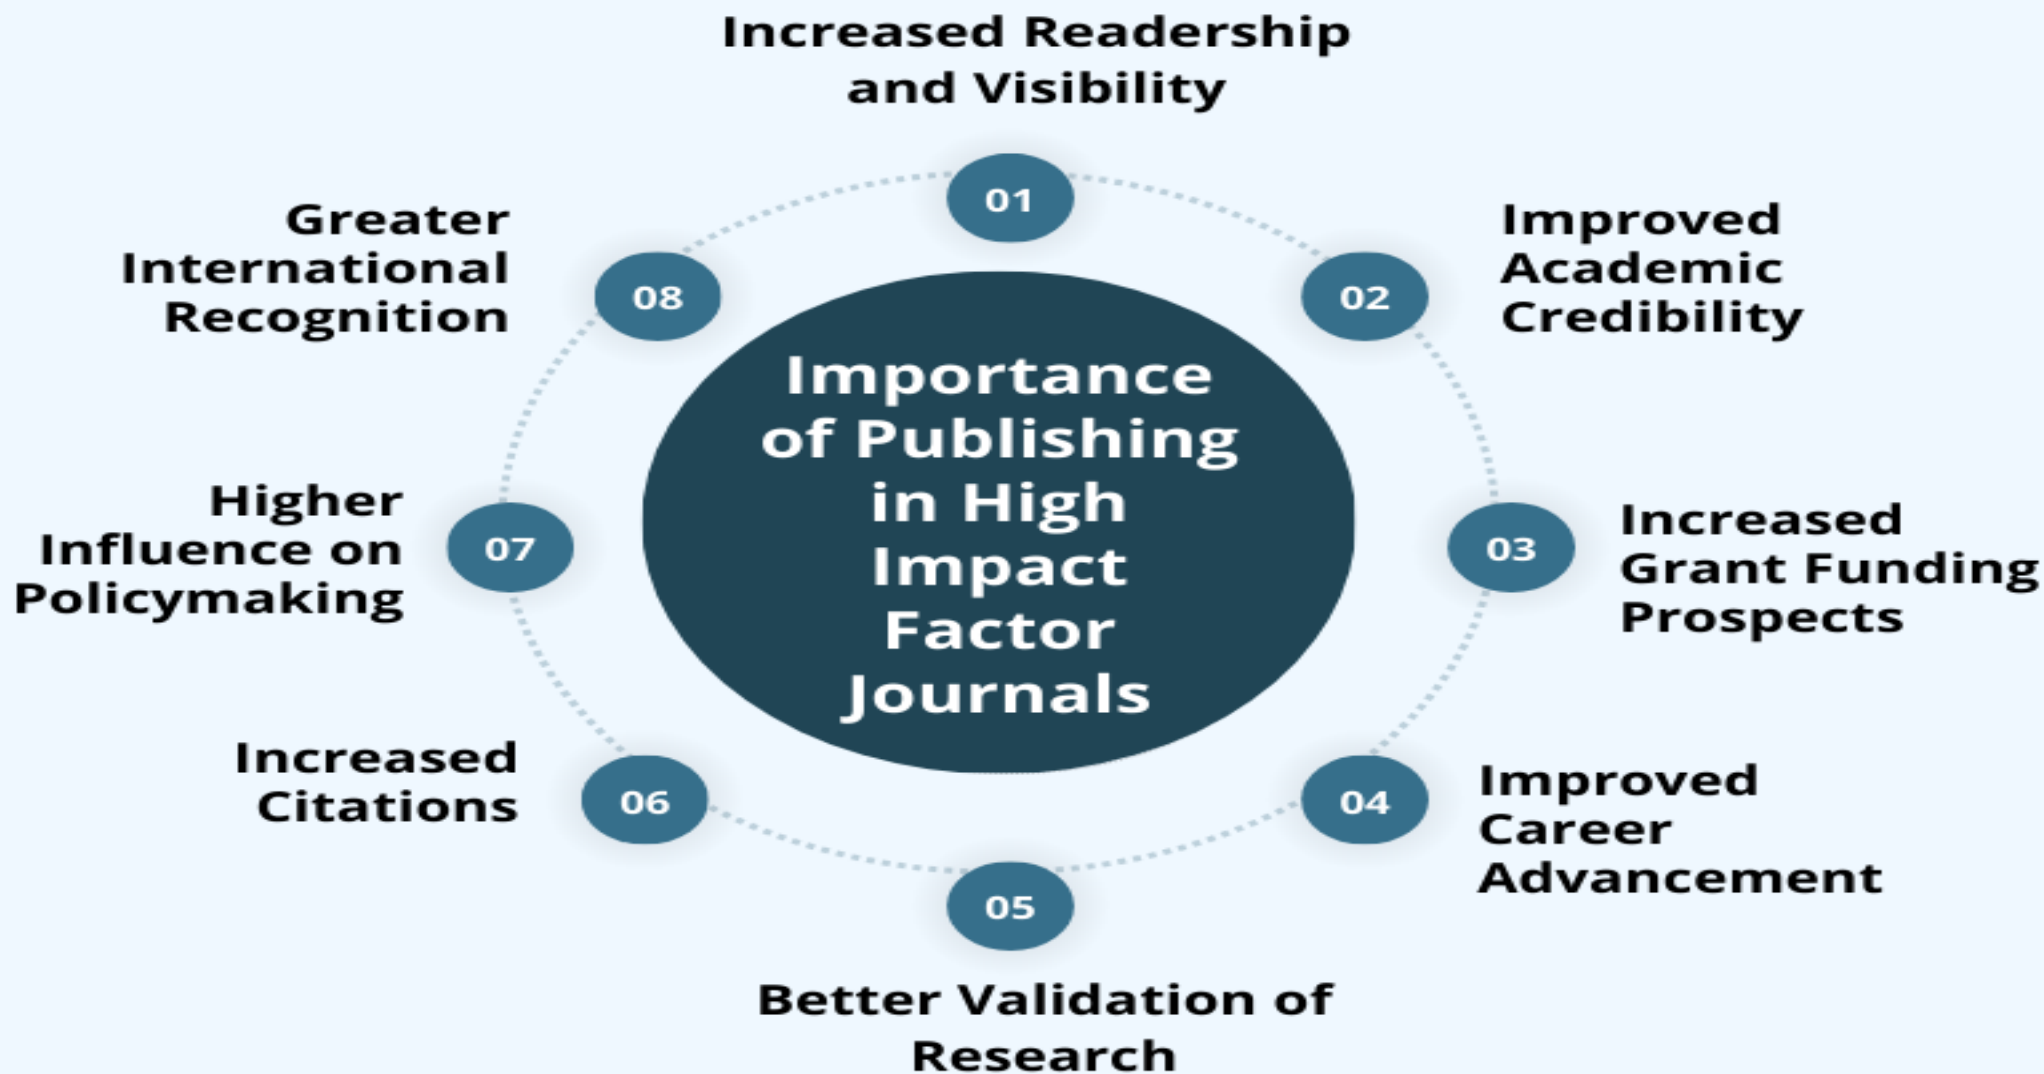 Increased Readership
and Visibility
01
Improved
Academic
Credibility
02
Increased
Grant Funding
Prospects
03
Improved
Career
Advancement
04
Better Validation of
Research
05
Increased
Citations
06
Higher
Influence on
Policymaking
07
Greater
International
Recognition
08
Importance
of Publishing
in High
Impact
Factor
Journals